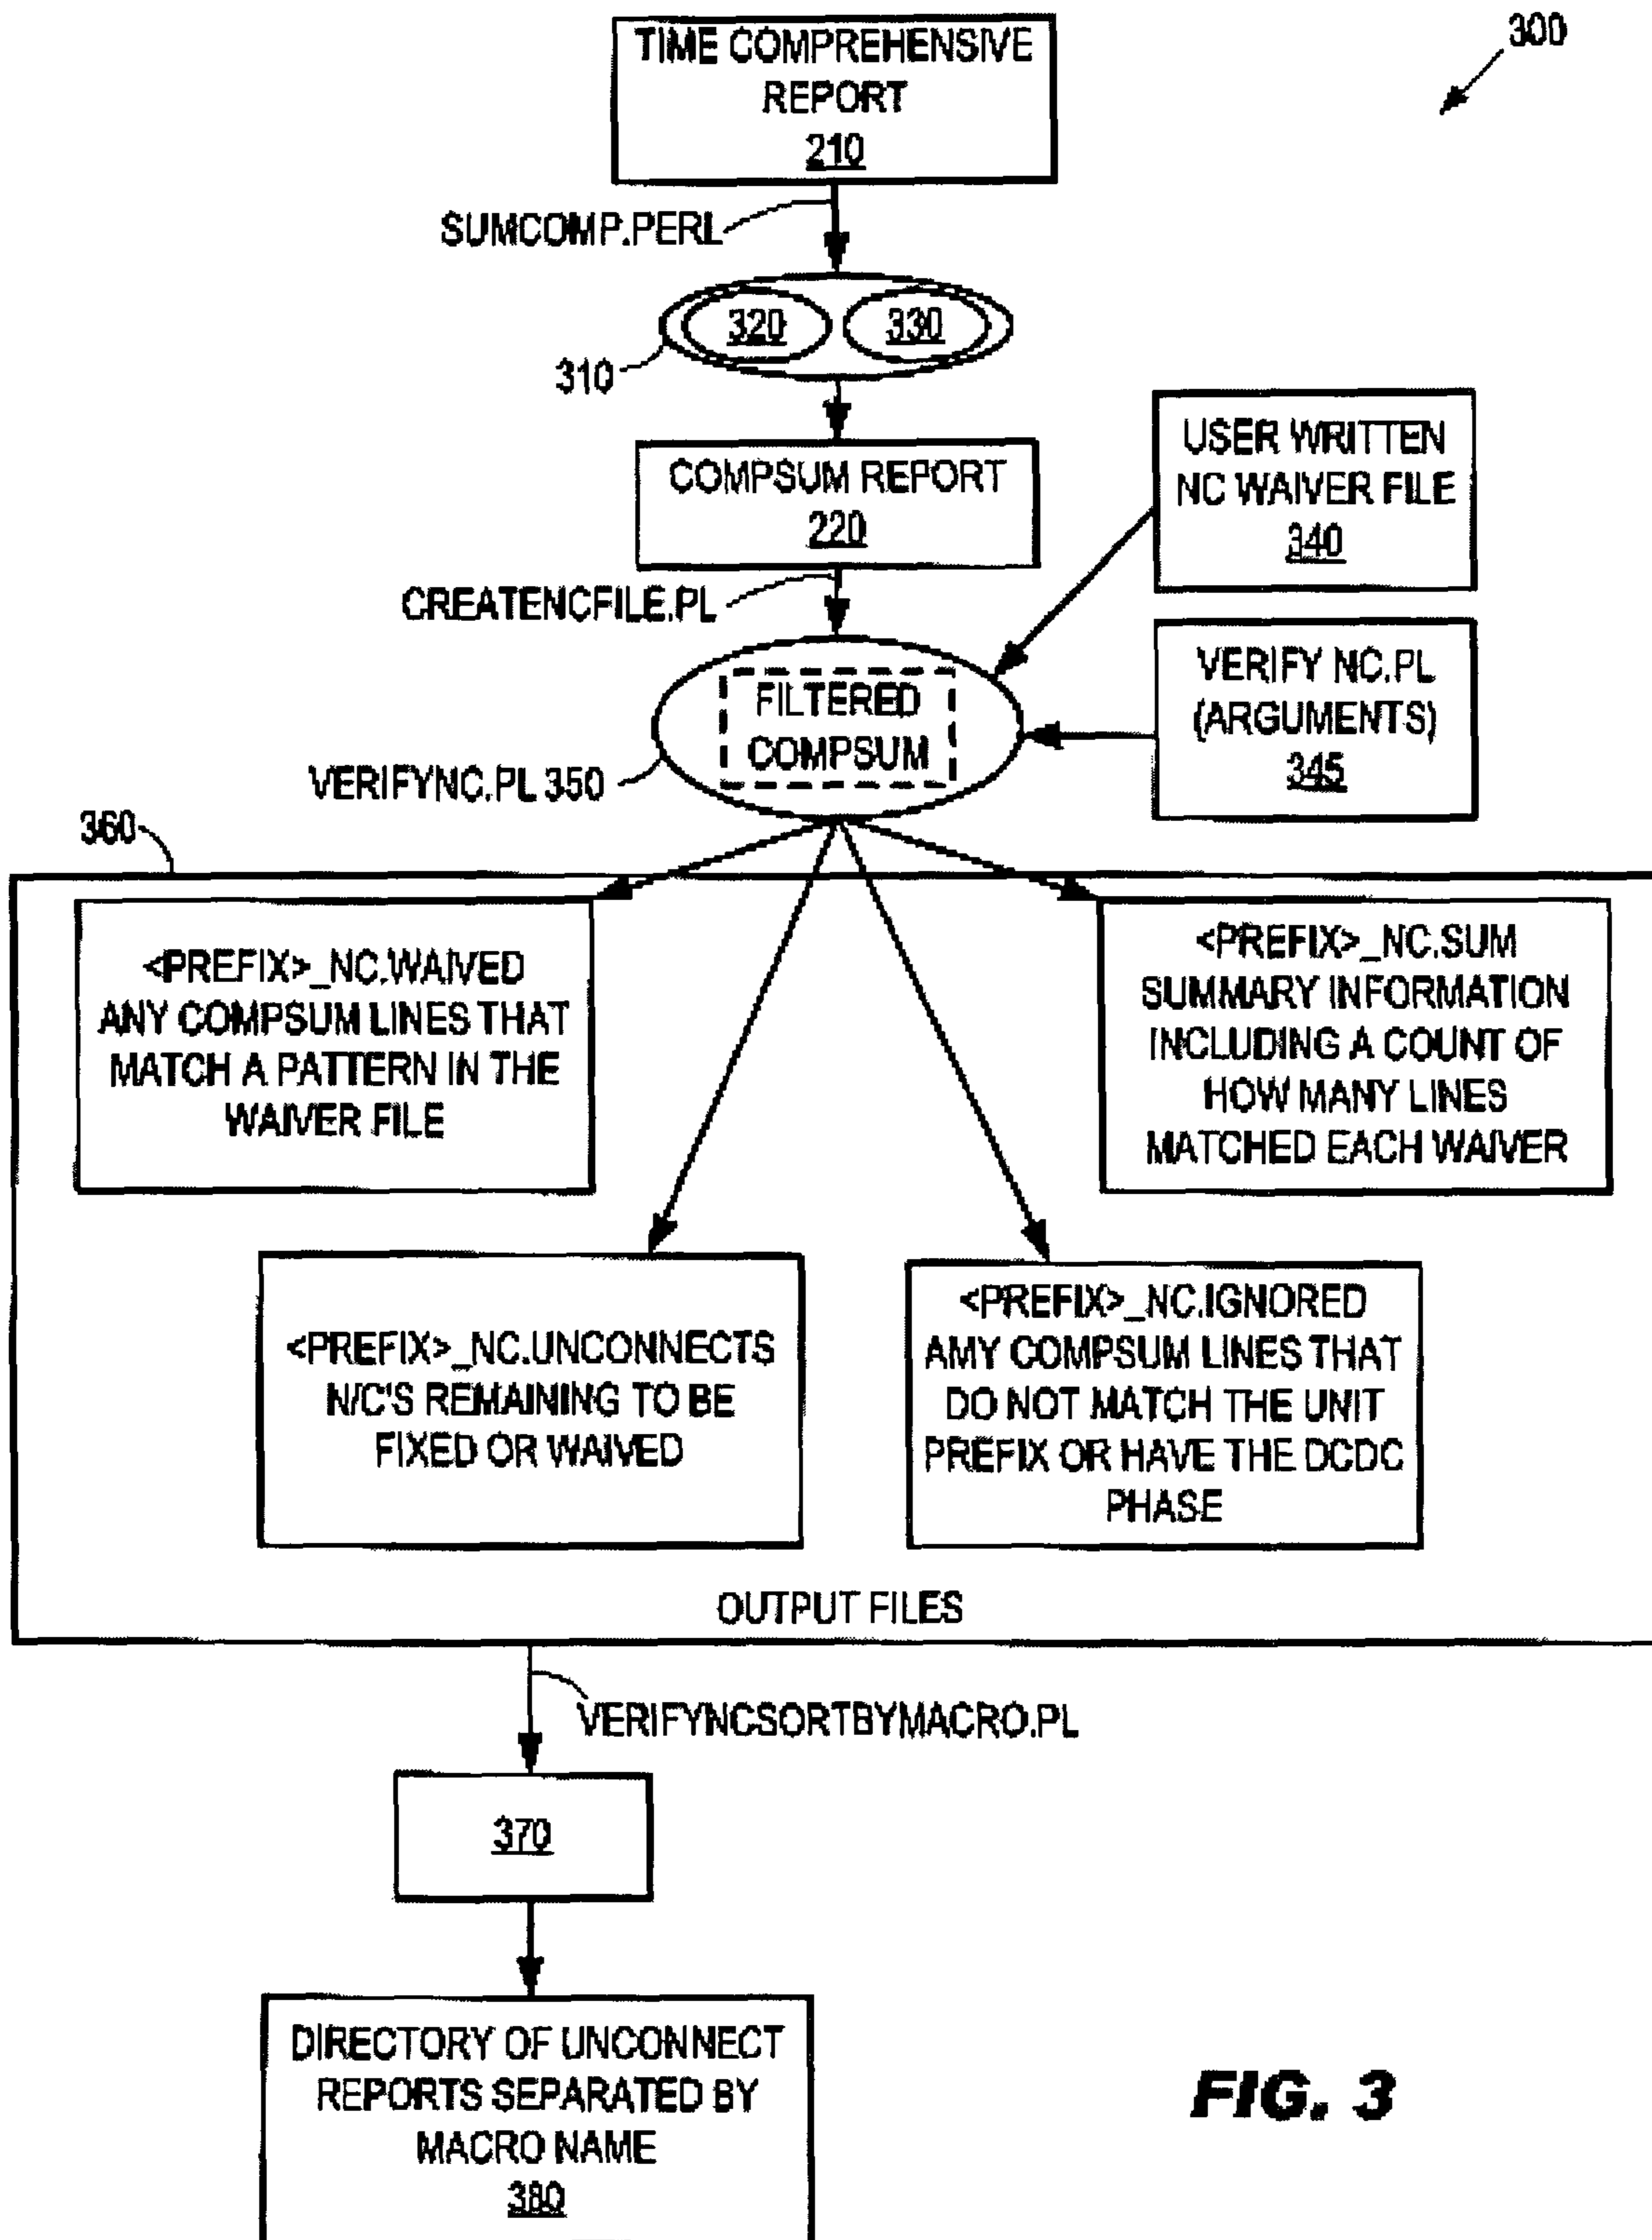 300
TIME COMPREHENSIVE
REPORT
210
SUMCOMP.PERL
320
330
310
COMPSUM REPORT
220
USER WRITTEN
NC WAIVER FILE
340
CREATENCFILE.PL
VERIFY NC.PL
(ARGUMENTS)
345
FILTERED
COMPSUM
VERIFYNC.PL 350
360
<PREFIX>_NC.WAIVED
ANY COMPSUM LINES THAT
MATCH A PATTERN IN THE
WAIVER FILE
<PREFIX>_NC.SUM
SUMMARY INFORMATION
INCLUDING A COUNT OF
HOW MANY LINES
MATCHED EACH WAIVER
<PREFIX>_NC.UNCONNECTS
N/C'S REMAINING TO BE
FIXED OR WAIVED
<PREFIX>_NC.IGNORED
AMY COMPSUM LINES THAT
DO NOT MATCH THE UNIT
PREFIX OR HAVE THE DCDC
PHASE
OUTPUT FILES
VERIFYNCSORTBYMACRO.PL
370
DIRECTORY OF UNCONNECT
REPORTS SEPARATED BY
MACRO NAME
380
FIG. 3